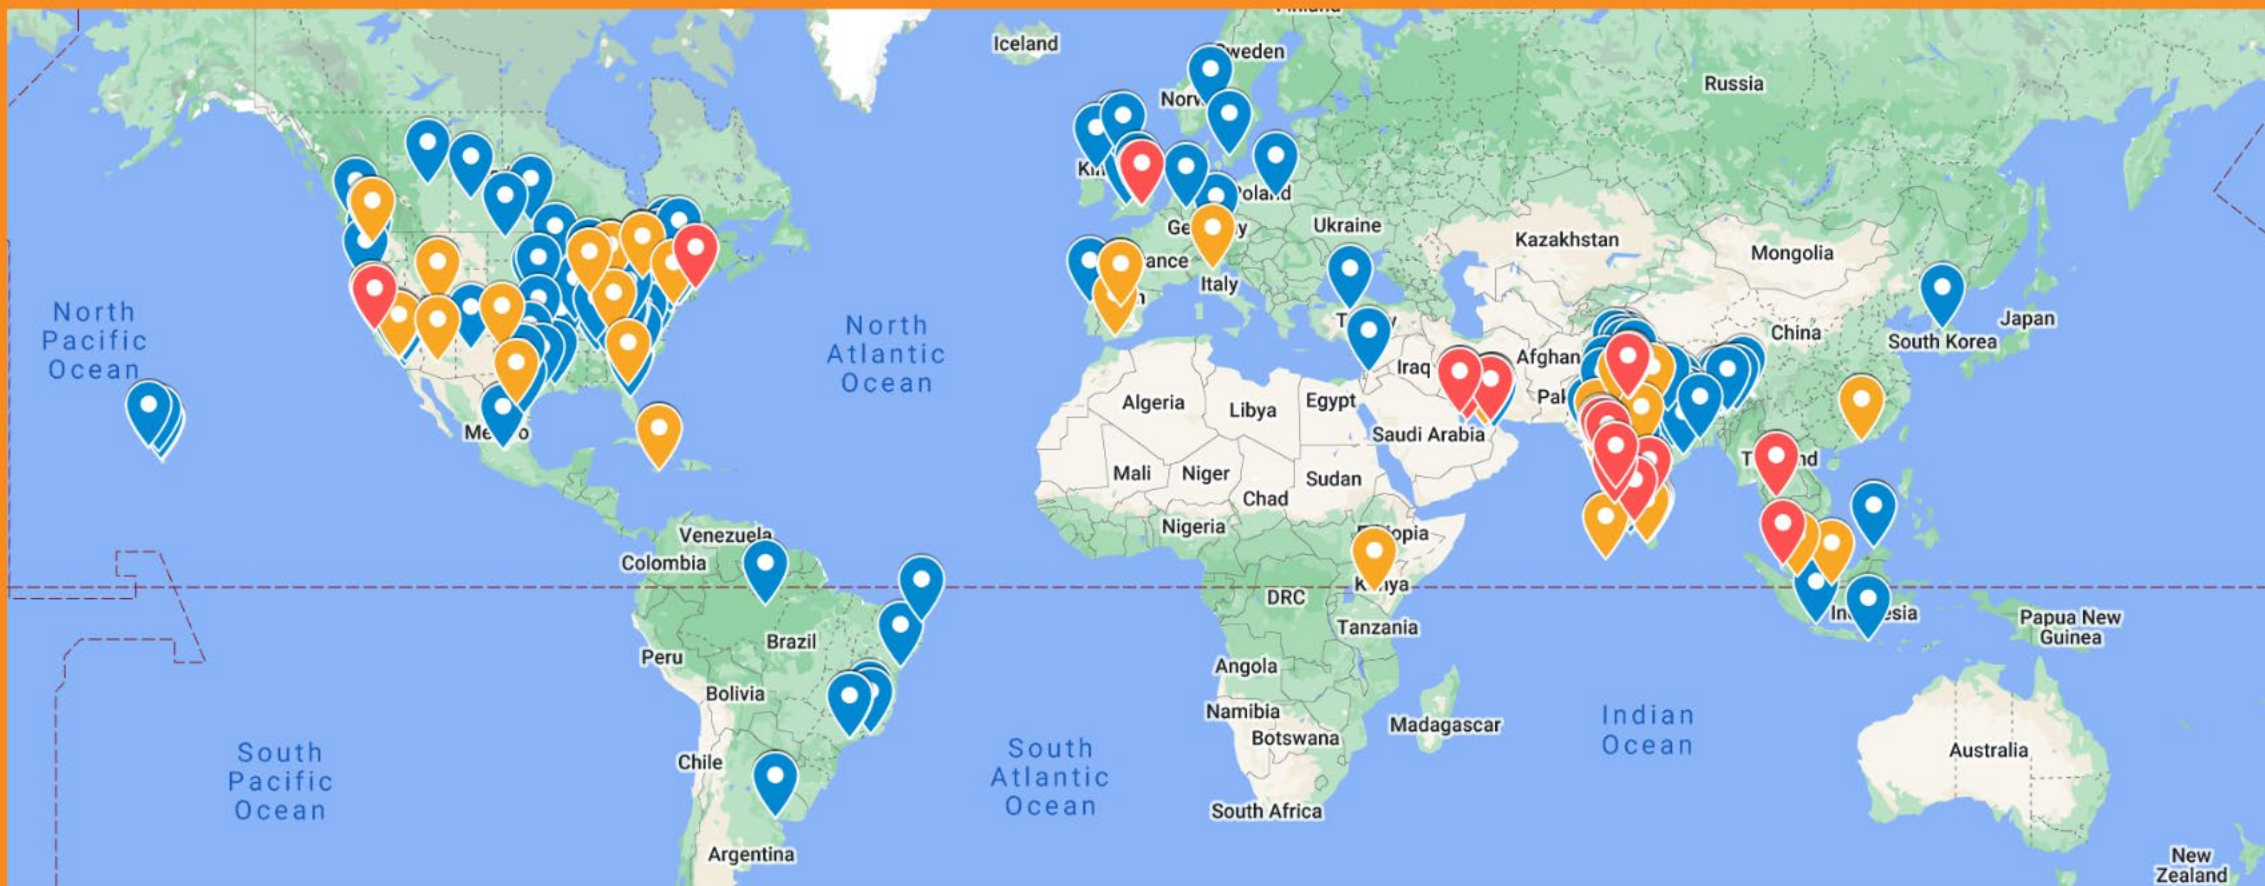 Iceland
Sweden
Russia
Poland
Ukraine
Kazakhstan
Mongolia
Italy
North
Pacific
Ocean
North
Atlantic
Ocean
Japan
China
South Korea
Iraq
Afghan
Algeria
Libya
Egypt
Saudi Arabia
Mali
Niger
Chad
Sudan
Nigeria
Venezuela
Colombia
DRC
Tanzania
Brazil
Peru
Papua New
Guinea
Angola
Bolivia
Namibia
Botswana
Madagascar
Indian
Ocean
South
Pacific
Ocean
Chile
South
Atlantic
Ocean
Australia
South Africa
Argentina
New
Zealand